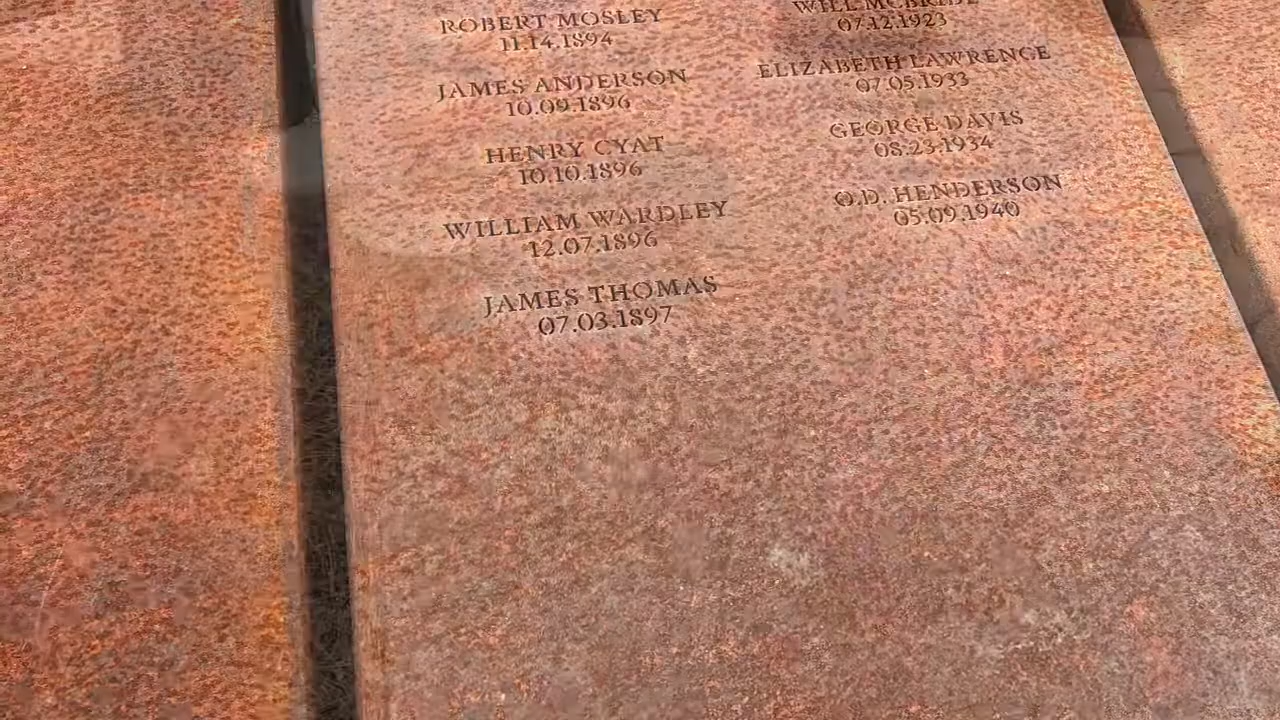 ROBERT MOSLEY
11.14.1894
JAMES ANDERSON
10.09.1896
HENRY CYAT
10.10.1896
WILLIAM WARDLEY
12.07.1896
JAMES THOMAS
07.03.1897
WILL MCBRIDE
07.12.1923
ELIZABETH LAWRENCE
07.05.1933
GEORGE DAVIS
08.23.1934
O.D. HENDERSON
05.09.1940